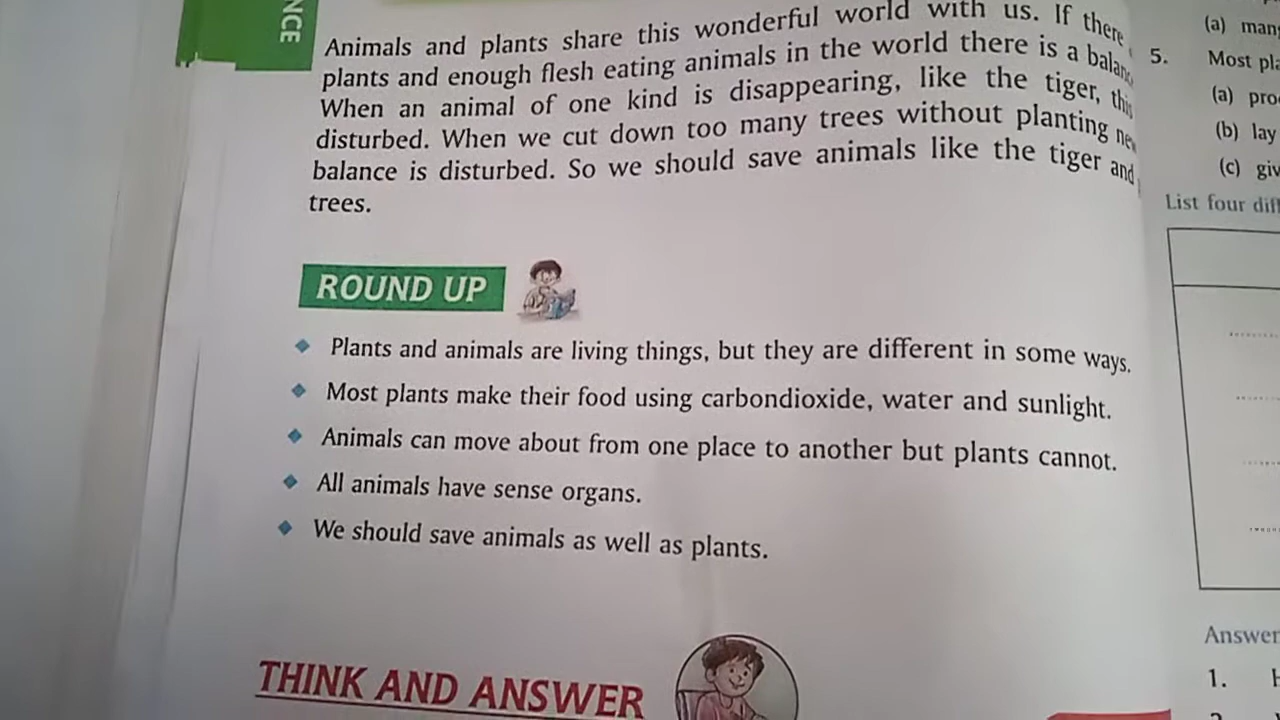 NCE
Animals and plants share this wonderful world with us. If there
plants and enough flesh eating animals in the world there is a
When an animal of one kind is disappearing, like the tiger, this
disturbed. When we cut down too many trees without planting
balance is disturbed. So we should save animals like the tiger and
trees.
ROUND UP
Plants and animals are living things, but they are different in some ways.
Most plants make their food using carbondioxide, water and sunlight.
Animals can move about from one place to another but plants cannot.
All animals have sense organs.
We should save animals as well as plants.
THINK AND ANSWER
(a)
5. Most
(a)
(b) lay
(c)
List four
Answer
1.